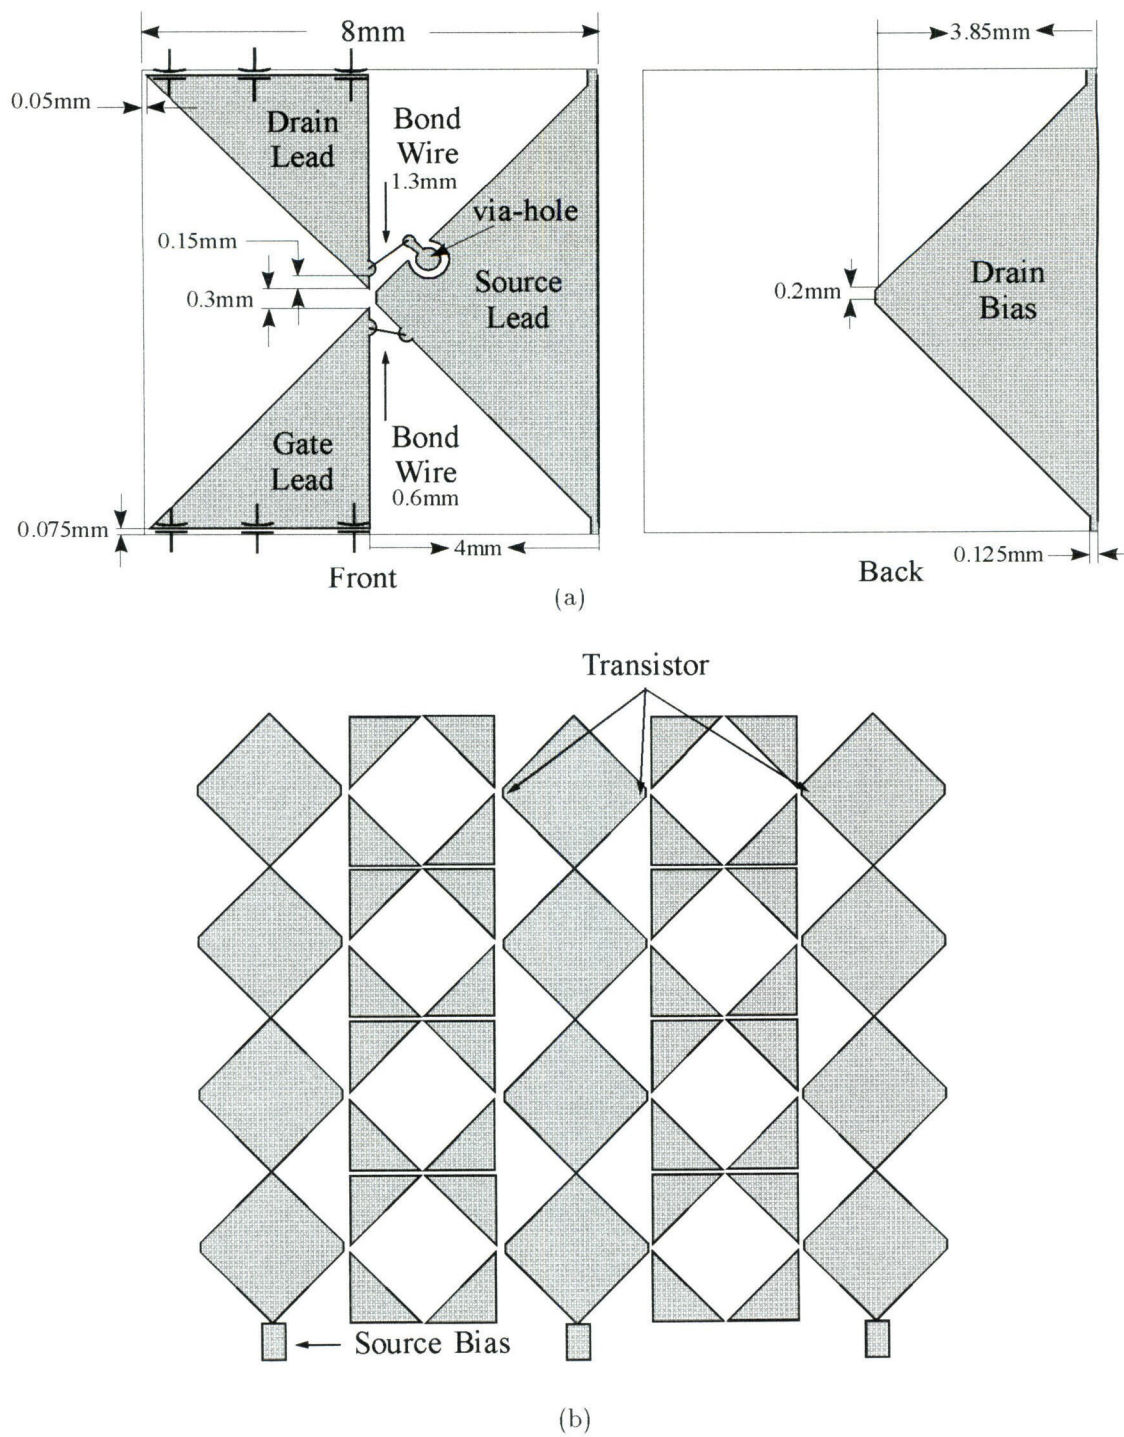 8mm
3.85mm
0.05mm
Drain
Lead
Bond
Wire
1.3mm
via-hole
0.15mm
0.3mm
Source
Lead
0.2mm
Drain
Bias
Gate
Lead
Bond
Wire
0.6mm
0.075mm
4mm
0.125mm
Front
Back
(a)
Transistor
Source Bias
(b)